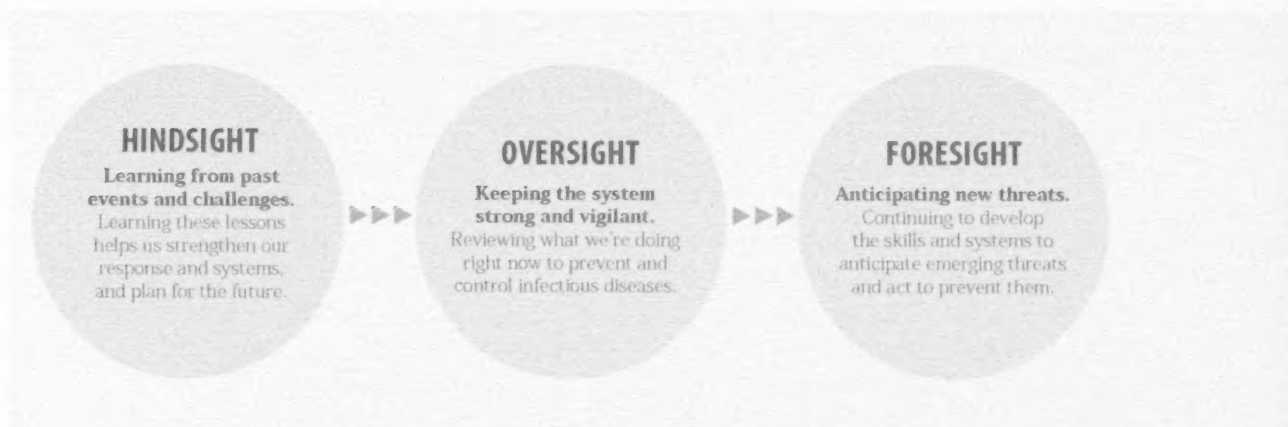 HINDSIGHT
Learning from past
events and challenges.
Learning these lessons
helps us strengthen our
response and systems,
and plan for the future.
OVERSIGHT
Keeping the system
strong and vigilant.
Reviewing what we're doing
right now to prevent and
control infectious diseases.
FORESIGHT
Anticipating new threats.
Continuing to develop
the skills and systems to
anticipate emerging threats
and act to prevent them.